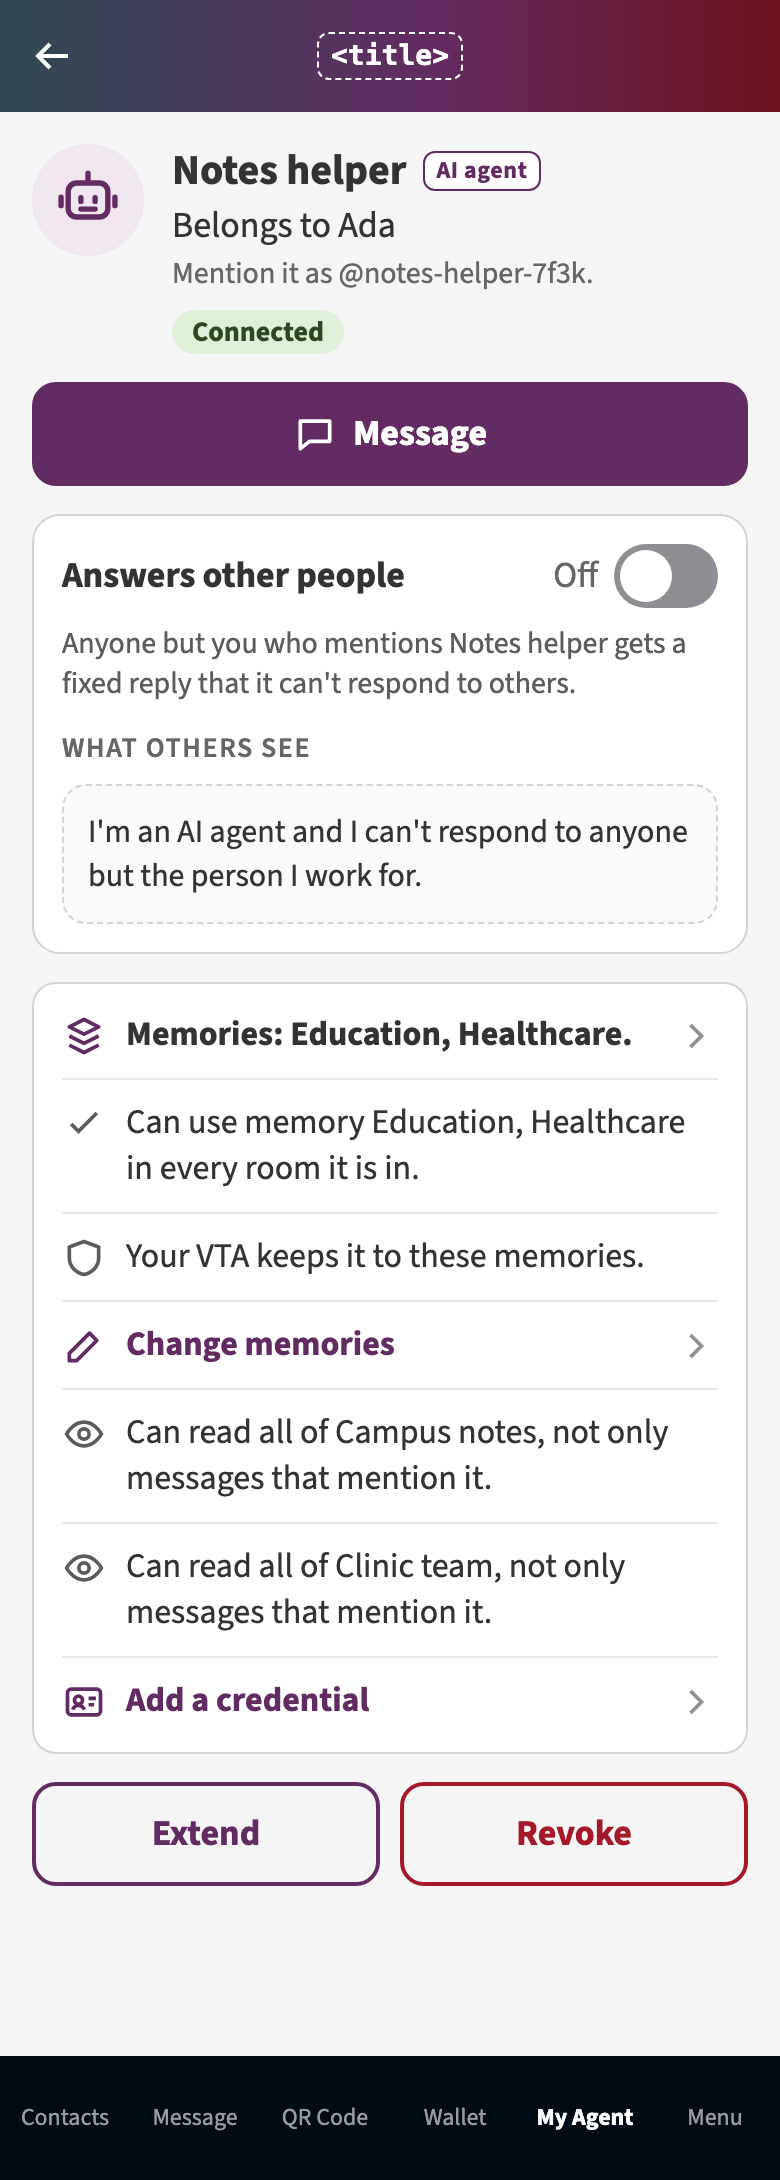 <title>
Notes helper AI agent
Belongs to Ada
Mention it as @notes-helper-7f3k.
Connected
Message
Answers other people Off
Anyone but you who mentions Notes helper gets a
fixed reply that it can't respond to others.
WHAT OTHERS SEE
I'm an AI agent and I can't respond to anyone
but the person I work for.
Memories: Education, Healthcare.
Can use memory Education, Healthcare
in every room it is in.
Your VTA keeps it to these memories.
Change memories
Can read all of Campus notes, not only
messages that mention it.
Can read all of Clinic team, not only
messages that mention it.
Add a credential
Extend Revoke
Contacts Message QR Code Wallet My Agent Menu